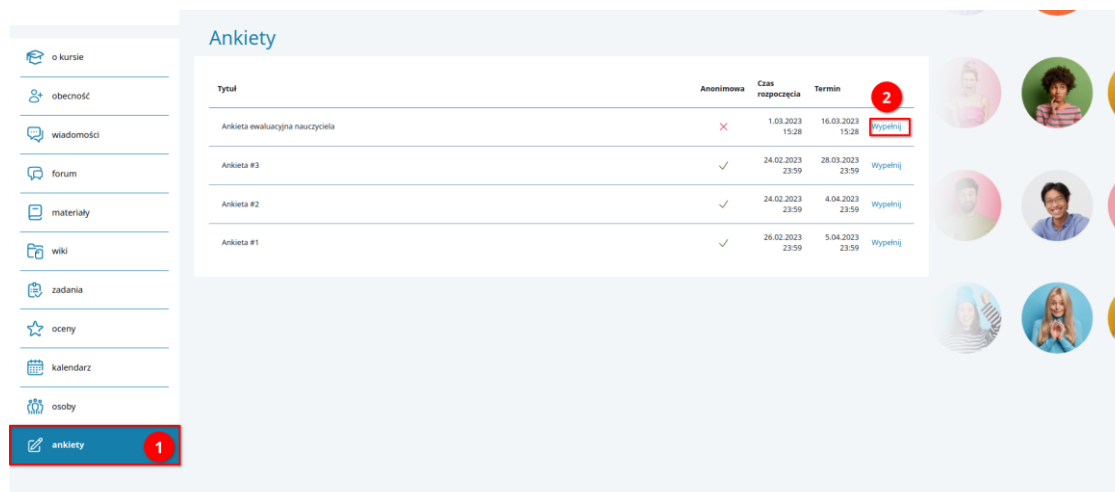 Ankiety
o kursie
obecność
wiadomości
forum
materiały
wiki
zadania
oceny
kalendarz
osoby
ankiety
1
Tytuł Anonimowa Czas rozpoczęcia Termin
2
Ankieta ewaluacyjna nauczyciela 1.03.2023 15:28 16.03.2023 15:28 Wypełnij
Ankieta #3 24.02.2023 23:59 28.03.2023 23:59 Wypełnij
Ankieta #2 24.02.2023 23:59 4.04.2023 23:59 Wypełnij
Ankieta #1 26.02.2023 23:59 5.04.2023 23:59 Wypełnij